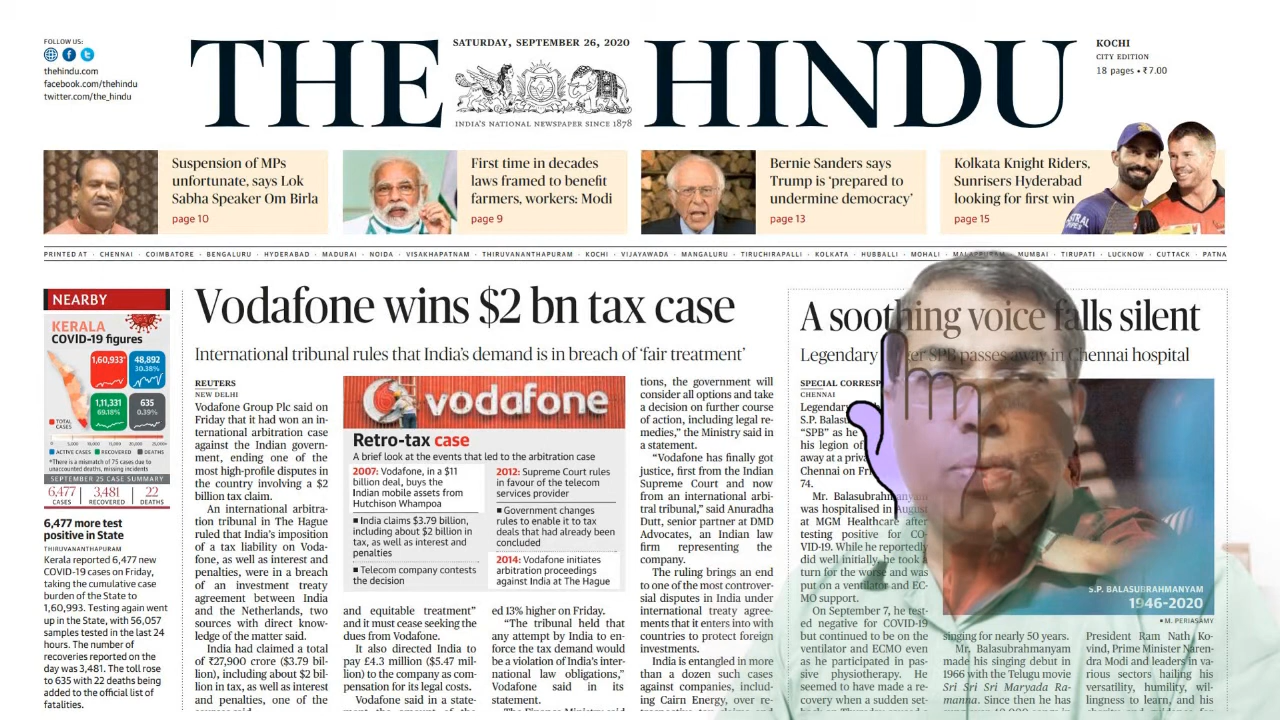 FOLLOW US:
thehindu.com
facebook.com/thehindu
twitter.com/the_hindu
THE HINDU
SATURDAY, SEPTEMBER 26, 2020
INDIA'S NATIONAL NEWSPAPER SINCE 1878
KOCHI
CITY EDITION
18 pages • ₹7.00
Suspension of MPs
unfortunate, says Lok
Sabha Speaker Om Birla
page 10
First time in decades
laws framed to benefit
farmers, workers: Modi
page 9
Bernie Sanders says
Trump is ‘prepared to
undermine democracy’
page 13
Kolkata Knight Riders,
Sunrisers Hyderabad
looking for first win
page 15
PRINTED AT · CHENNAI · COIMBATORE · BENGALURU · HYDERABAD · MADURAI · NOIDA · VISAKHAPATNAM · THIRUVANANTHAPURAM · KOCHI · VIJAYAWADA · MANGALURU · TIRUCHIRAPALLI · KOLKATA · HUBBALLI · MOHALI · MALAPPURAM · MUMBAI · TIRUPATI · LUCKNOW · CUTTACK · PATNA
NEARBY
KERALA
COVID-19 figures
1,60,933*
48,892
30.38%
1,11,331
69.18%
635
0.39%
TOTAL
CASES
0 5,000 10,000 15,000 20,000 25,000+
ACTIVE CASES RECOVERED DEATHS
*There is a mismatch of 75 cases due to
unaccounted deaths, missing incidents
SEPTEMBER 25 CASE SUMMARY
6,477 3,481 22
CASES RECOVERED DEATHS
6,477 more test
positive in State
THIRUVANANTHAPURAM
Kerala reported 6,477 new
COVID-19 cases on Friday,
taking the cumulative case
burden of the State to
1,60,993. Testing again went
up in the State, with 56,057
samples tested in the last 24
hours. The number of
recoveries reported on the
day was 3,481. The toll rose
to 635 with 22 deaths being
added to the official list of
fatalities.
Vodafone wins $2 bn tax case
International tribunal rules that India's demand is in breach of ‘fair treatment’
REUTERS
NEW DELHI
Vodafone Group Plc said on
Friday that it had won an in-
ternational arbitration case
against the Indian govern-
ment, ending one of the
most high-profile disputes in
the country involving a $2
billion tax claim.
An international arbitra-
tion tribunal in The Hague
ruled that India's imposition
of a tax liability on Voda-
fone, as well as interest and
penalties, were in a breach
of an investment treaty
agreement between India
and the Netherlands, two
sources with direct know-
ledge of the matter said.
India had claimed a total
of ₹27,900 crore ($3.79 bil-
lion), including about $2 bil-
lion in tax, as well as interest
and penalties, one of the
vodafone
Retro-tax case
A brief look at the events that led to the arbitration case
2007: Vodafone, in a $11
billion deal, buys the
Indian mobile assets from
Hutchison Whampoa
India claims $3.79 billion,
including about $2 billion in
tax, as well as interest and
penalties
Telecom company contests
the decision
2012: Supreme Court rules
in favour of the telecom
services provider
Government changes
rules to enable it to tax
deals that had already been
concluded
2014: Vodafone initiates
arbitration proceedings
against India at The Hague
and equitable treatment”
and it must cease seeking the
dues from Vodafone.
It also directed India to
pay £4.3 million ($5.47 mil-
lion) to the company as com-
pensation for its legal costs.
Vodafone said in a state-
ed 13% higher on Friday.
“The tribunal held that
any attempt by India to en-
force the tax demand would
be a violation of India's inter-
national law obligations,”
Vodafone said in its
statement.
tions, the government will
consider all options and take
a decision on further course
of action, including legal re-
medies,” the Ministry said in
a statement.
“Vodafone has finally got
justice, first from the Indian
Supreme Court and now
from an international arbi-
tral tribunal,” said Anuradha
Dutt, senior partner at DMD
Advocates, an Indian law
firm representing the
company.
The ruling brings an end
to one of the most controver-
sial disputes in India under
international treaty agree-
ments that it enters into with
countries to protect foreign
investments.
India is entangled in more
than a dozen such cases
against companies, includ-
ing Cairn Energy, over re-
A soothing voice falls silent
Legendary singer SPB passes away in Chennai hospital
SPECIAL CORRESP
CHENNAI
Legendary
S.P. Balasu
“SPB” as he
his legion of
away at a priva
Chennai on Fri
74.
Mr. Balasubrahmanyam
was hospitalised in August
at MGM Healthcare after
testing positive for CO-
VID-19. While he reportedly
did well initially, he took a
turn for the worse and was
put on a ventilator and EC-
MO support.
On September 7, he test-
ed negative for COVID-19
but continued to be on the
ventilator and ECMO even
as he participated in pas-
sive physiotherapy. He
seemed to have made a re-
covery when a sudden set-
S.P. BALASUBRAHMANYAM
1946-2020
M. PERIASAMY
singing for nearly 50 years.
Mr. Balasubrahmanyam
made his singing debut in
1966 with the Telugu movie
Sri Sri Sri Maryada Ra-
manna. Since then he has
President Ram Nath Ko-
vind, Prime Minister Naren-
dra Modi and leaders in va-
rious sectors hailing his
versatility, humility, wil-